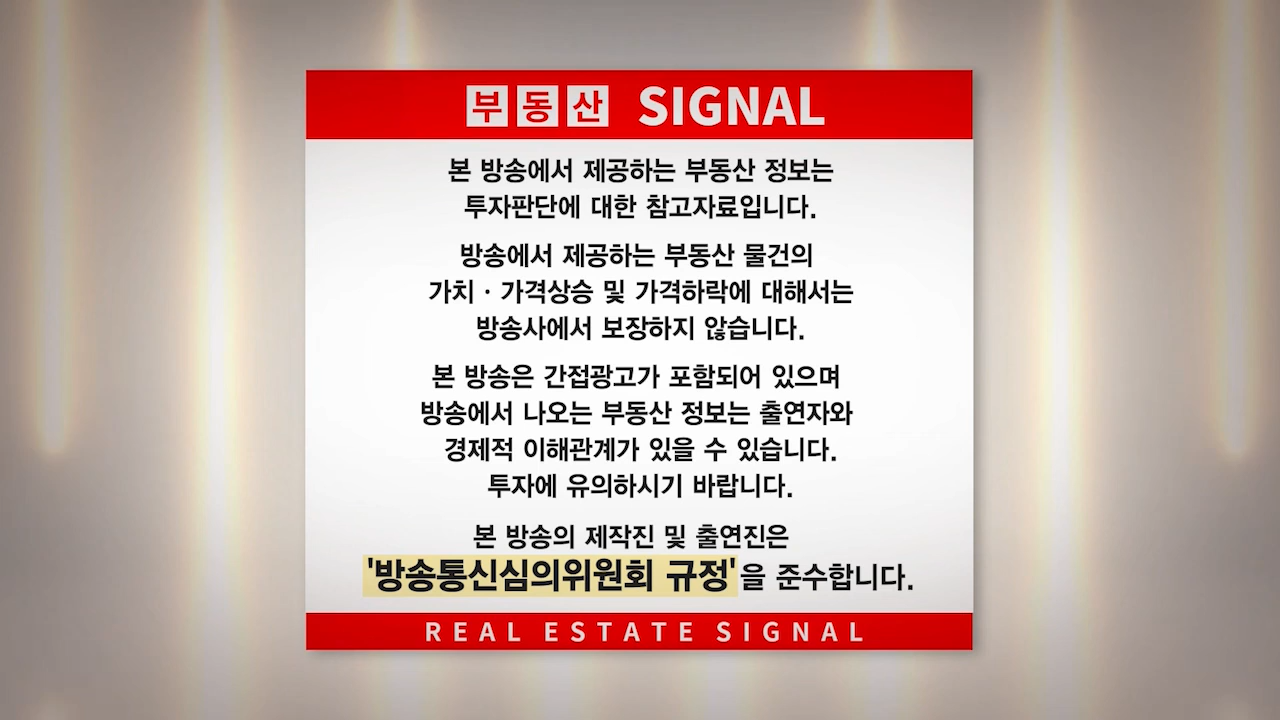 부동산 SIGNAL
본 방송에서 제공하는 부동산 정보는
투자판단에 대한 참고자료입니다.
방송에서 제공하는 부동산 물건의
가치 · 가격상승 및 가격하락에 대해서는
방송사에서 보장하지 않습니다.
본 방송은 간접광고가 포함되어 있으며
방송에서 나오는 부동산 정보는 출연자와
경제적 이해관계가 있을 수 있습니다.
투자에 유의하시기 바랍니다.
본 방송의 제작진 및 출연진은
'방송통신심의위원회 규정'을 준수합니다.
REAL ESTATE SIGNAL